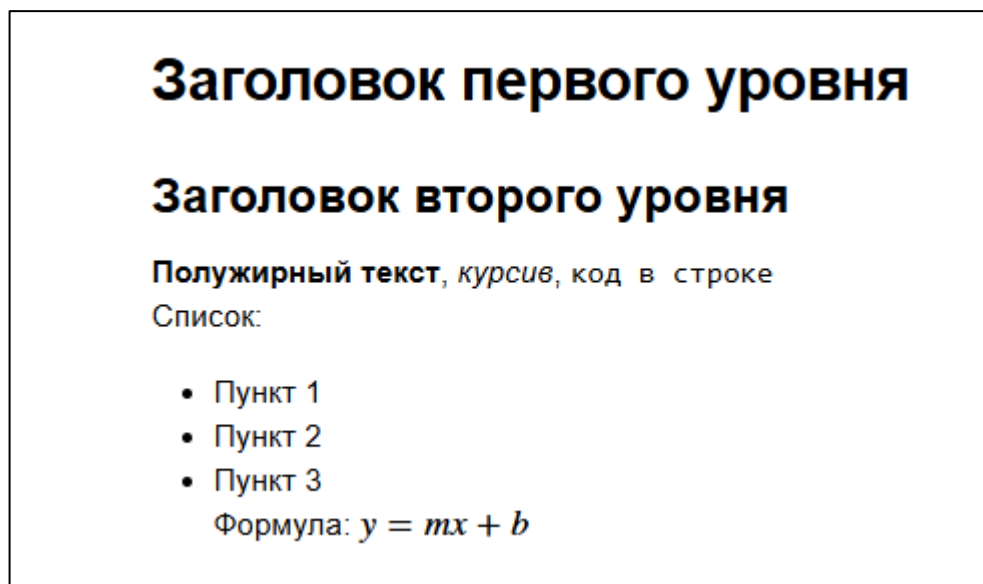 Заголовок первого уровня
Заголовок второго уровня
Полужирный текст, курсив, код в строке
Список:
• Пункт 1
• Пункт 2
• Пункт 3
Формула: y = mx + b